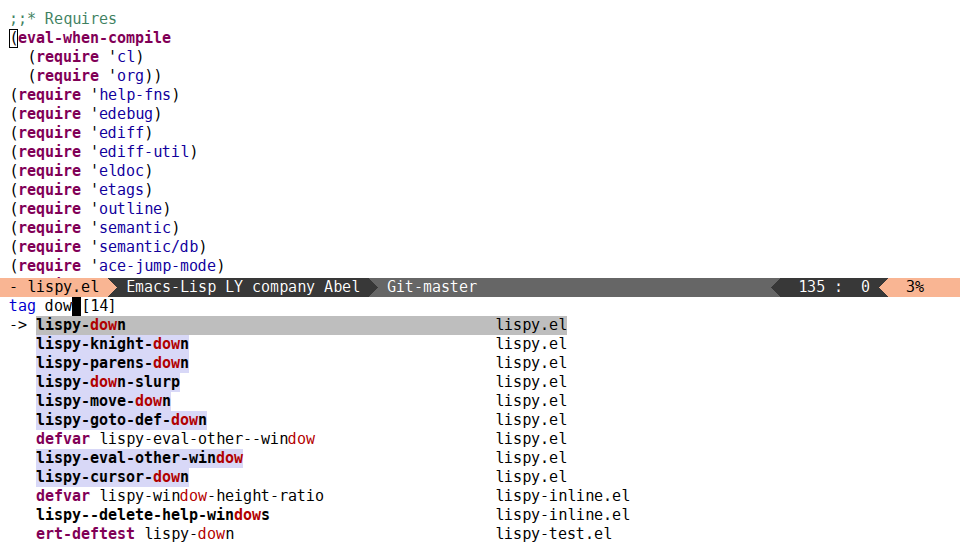 ;;* Requires
(eval-when-compile
  (require 'cl)
  (require 'org))
(require 'help-fns)
(require 'edebug)
(require 'ediff)
(require 'ediff-util)
(require 'eldoc)
(require 'etags)
(require 'outline)
(require 'semantic)
(require 'semantic/db)
(require 'ace-jump-mode)
- lispy.el Emacs-Lisp LY company Abel Git-master 135 : 0 3%
tag dow [14]
-> lispy-down lispy.el
lispy-knight-down lispy.el
lispy-parens-down lispy.el
lispy-down-slurp lispy.el
lispy-move-down lispy.el
lispy-goto-def-down lispy.el
defvar lispy-eval-other--window lispy.el
lispy-eval-other-window lispy.el
lispy-cursor-down lispy.el
defvar lispy-window-height-ratio lispy-inline.el
lispy--delete-help-windows lispy-inline.el
ert-deftest lispy-down lispy-test.el